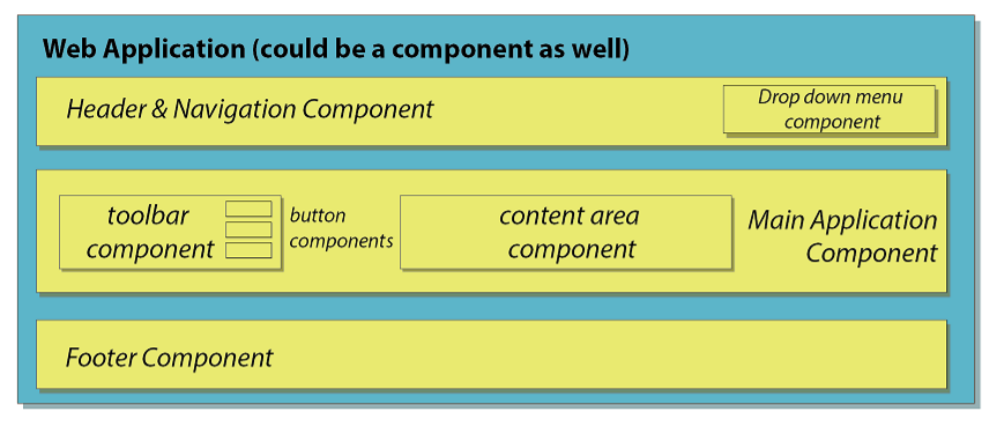 Web Application (could be a component as well)
Header & Navigation Component
Drop down menu
component
toolbar
component
button
components
content area
component
Main Application
Component
Footer Component